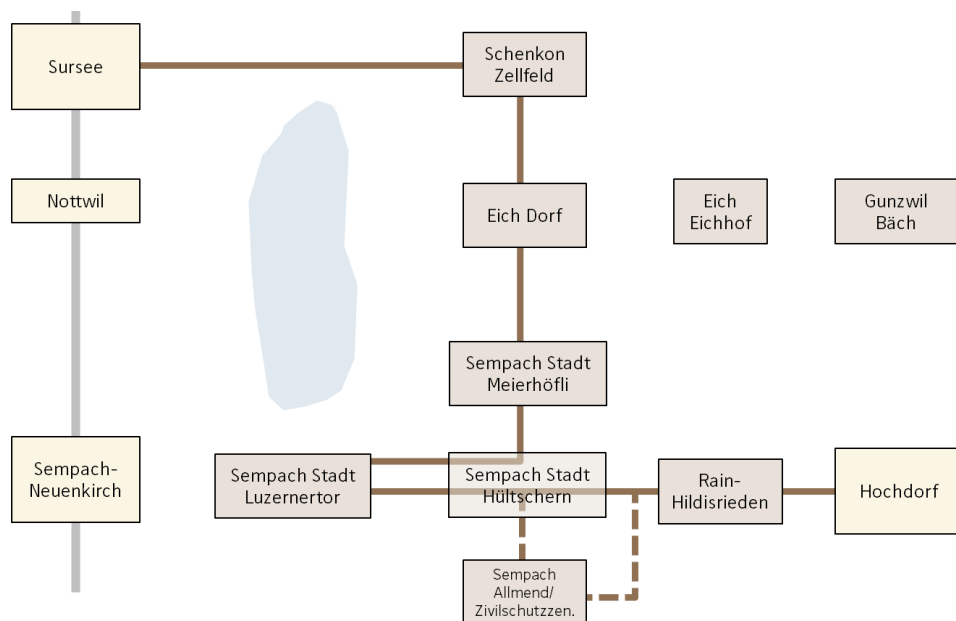 Sursee
Schenkon
Zellfeld
Nottwil
Eich Dorf
Eich
Eichhof
Gunzwil
Bäch
Sempach Stadt
Meierhöfli
Sempach-
Neuenkirch
Sempach Stadt
Luzernertor
Sempach Stadt
Hültschern
Rain-
Hildisrieden
Hochdorf
Sempach
Allmend/
Zivilschutzzen.